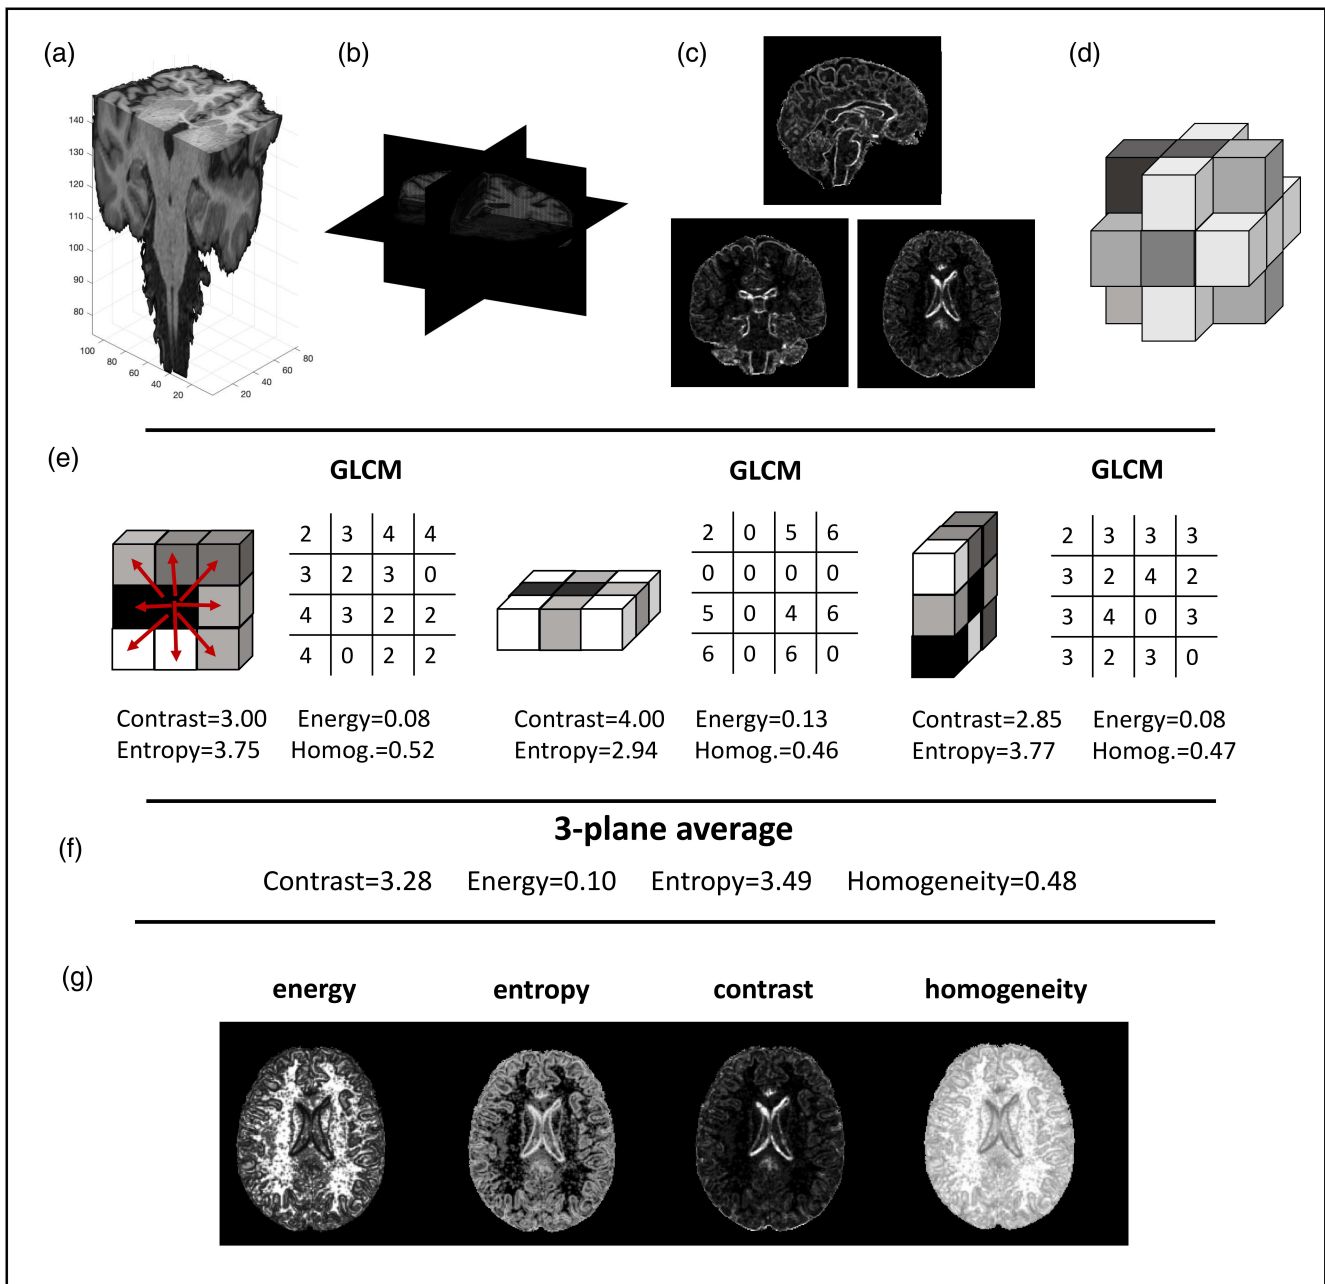 (a)
(b)
(c)
(d)
140
130
120
110
100
90
80
100
80
60
40
20
20
40
60
80
(e)
GLCM
GLCM
GLCM
2 3 4 4
3 2 3 0
4 3 2 2
4 0 2 2
2 0 5 6
0 0 0 0
5 0 4 6
6 0 6 0
2 3 3 3
3 2 4 2
3 4 0 3
3 2 3 0
Contrast=3.00 Energy=0.08
Entropy=3.75 Homog.=0.52
Contrast=4.00 Energy=0.13
Entropy=2.94 Homog.=0.46
Contrast=2.85 Energy=0.08
Entropy=3.77 Homog.=0.47
3-plane average
(f)
Contrast=3.28 Energy=0.10 Entropy=3.49 Homogeneity=0.48
(g)
energy entropy contrast homogeneity